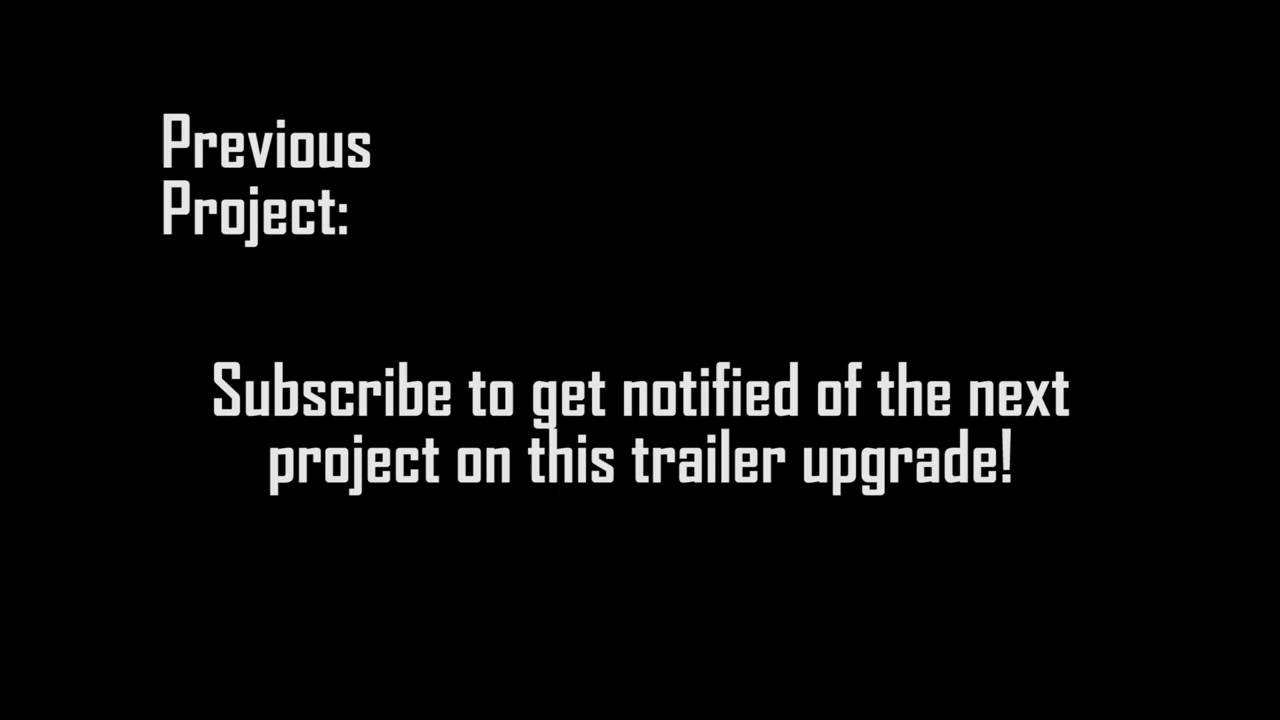 Previous
Project:
Subscribe to get notified of the next
project on this trailer upgrade!